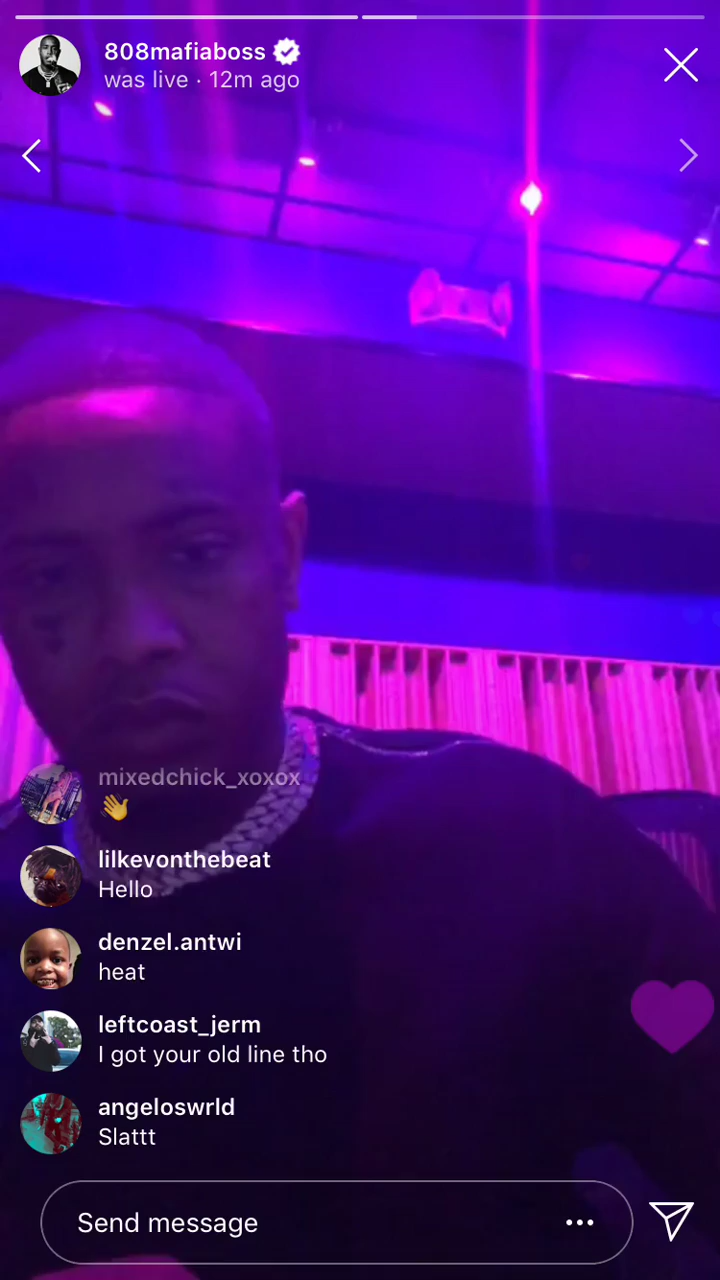 808mafiaboss
was live · 12m ago
mixedchick_xoxox
👋
lilkevonthebeat
Hello
denzel.antwi
heat
leftcoast_jerm
I got your old line tho
angeloswrld
Slattt
Send message